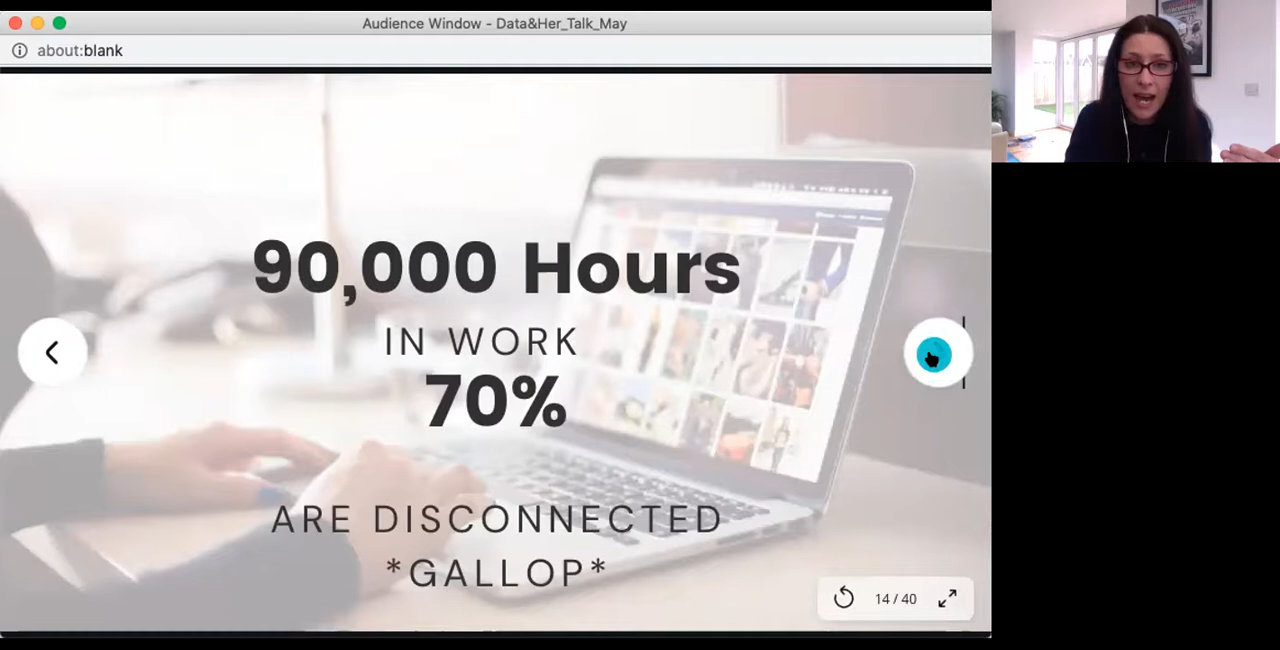 Audience Window - Data&Her_Talk_May
about:blank
90,000 Hours
IN WORK
70%
ARE DISCONNECTED
*GALLOP*
14 / 40